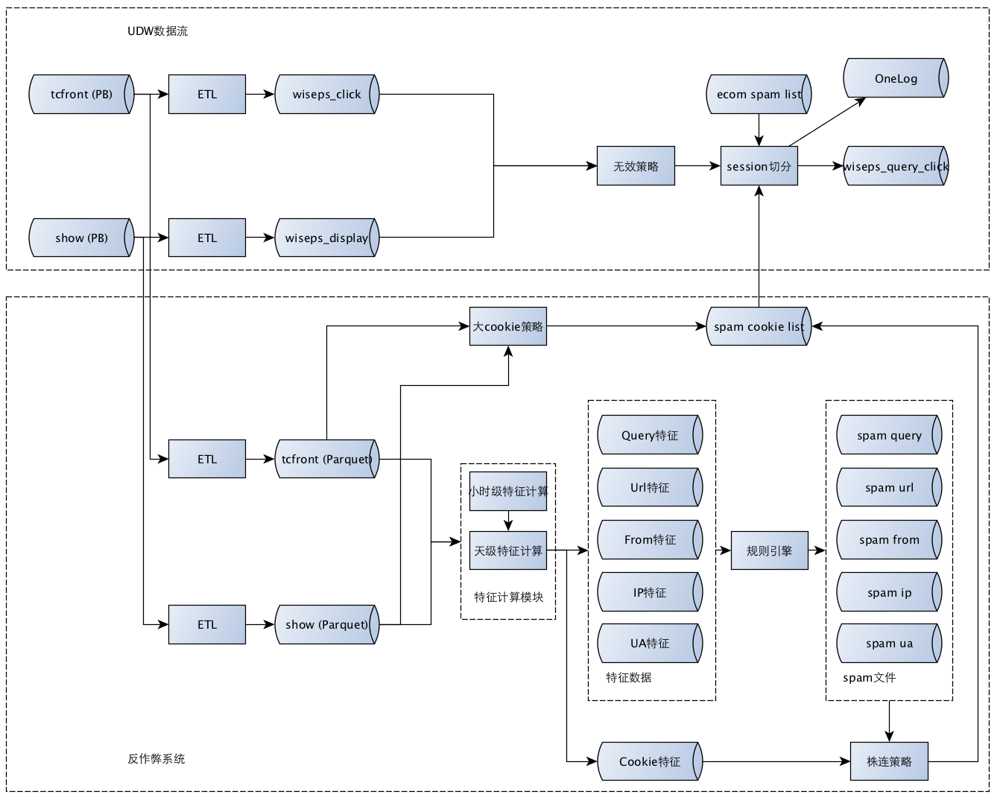 UDW数据流
tcfront (PB)
ETL
wiseps_click
ecom spam list
OneLog
无效策略
session切分
wiseps_query_click
show (PB)
ETL
wiseps_display
大cookie策略
spam cookie list
ETL
tcfront (Parquet)
小时级特征计算
天级特征计算
特征计算模块
ETL
show (Parquet)
Query特征
Url特征
From特征
IP特征
UA特征
特征数据
规则引擎
spam query
spam url
spam from
spam ip
spam ua
spam文件
反作弊系统
Cookie特征
株连策略